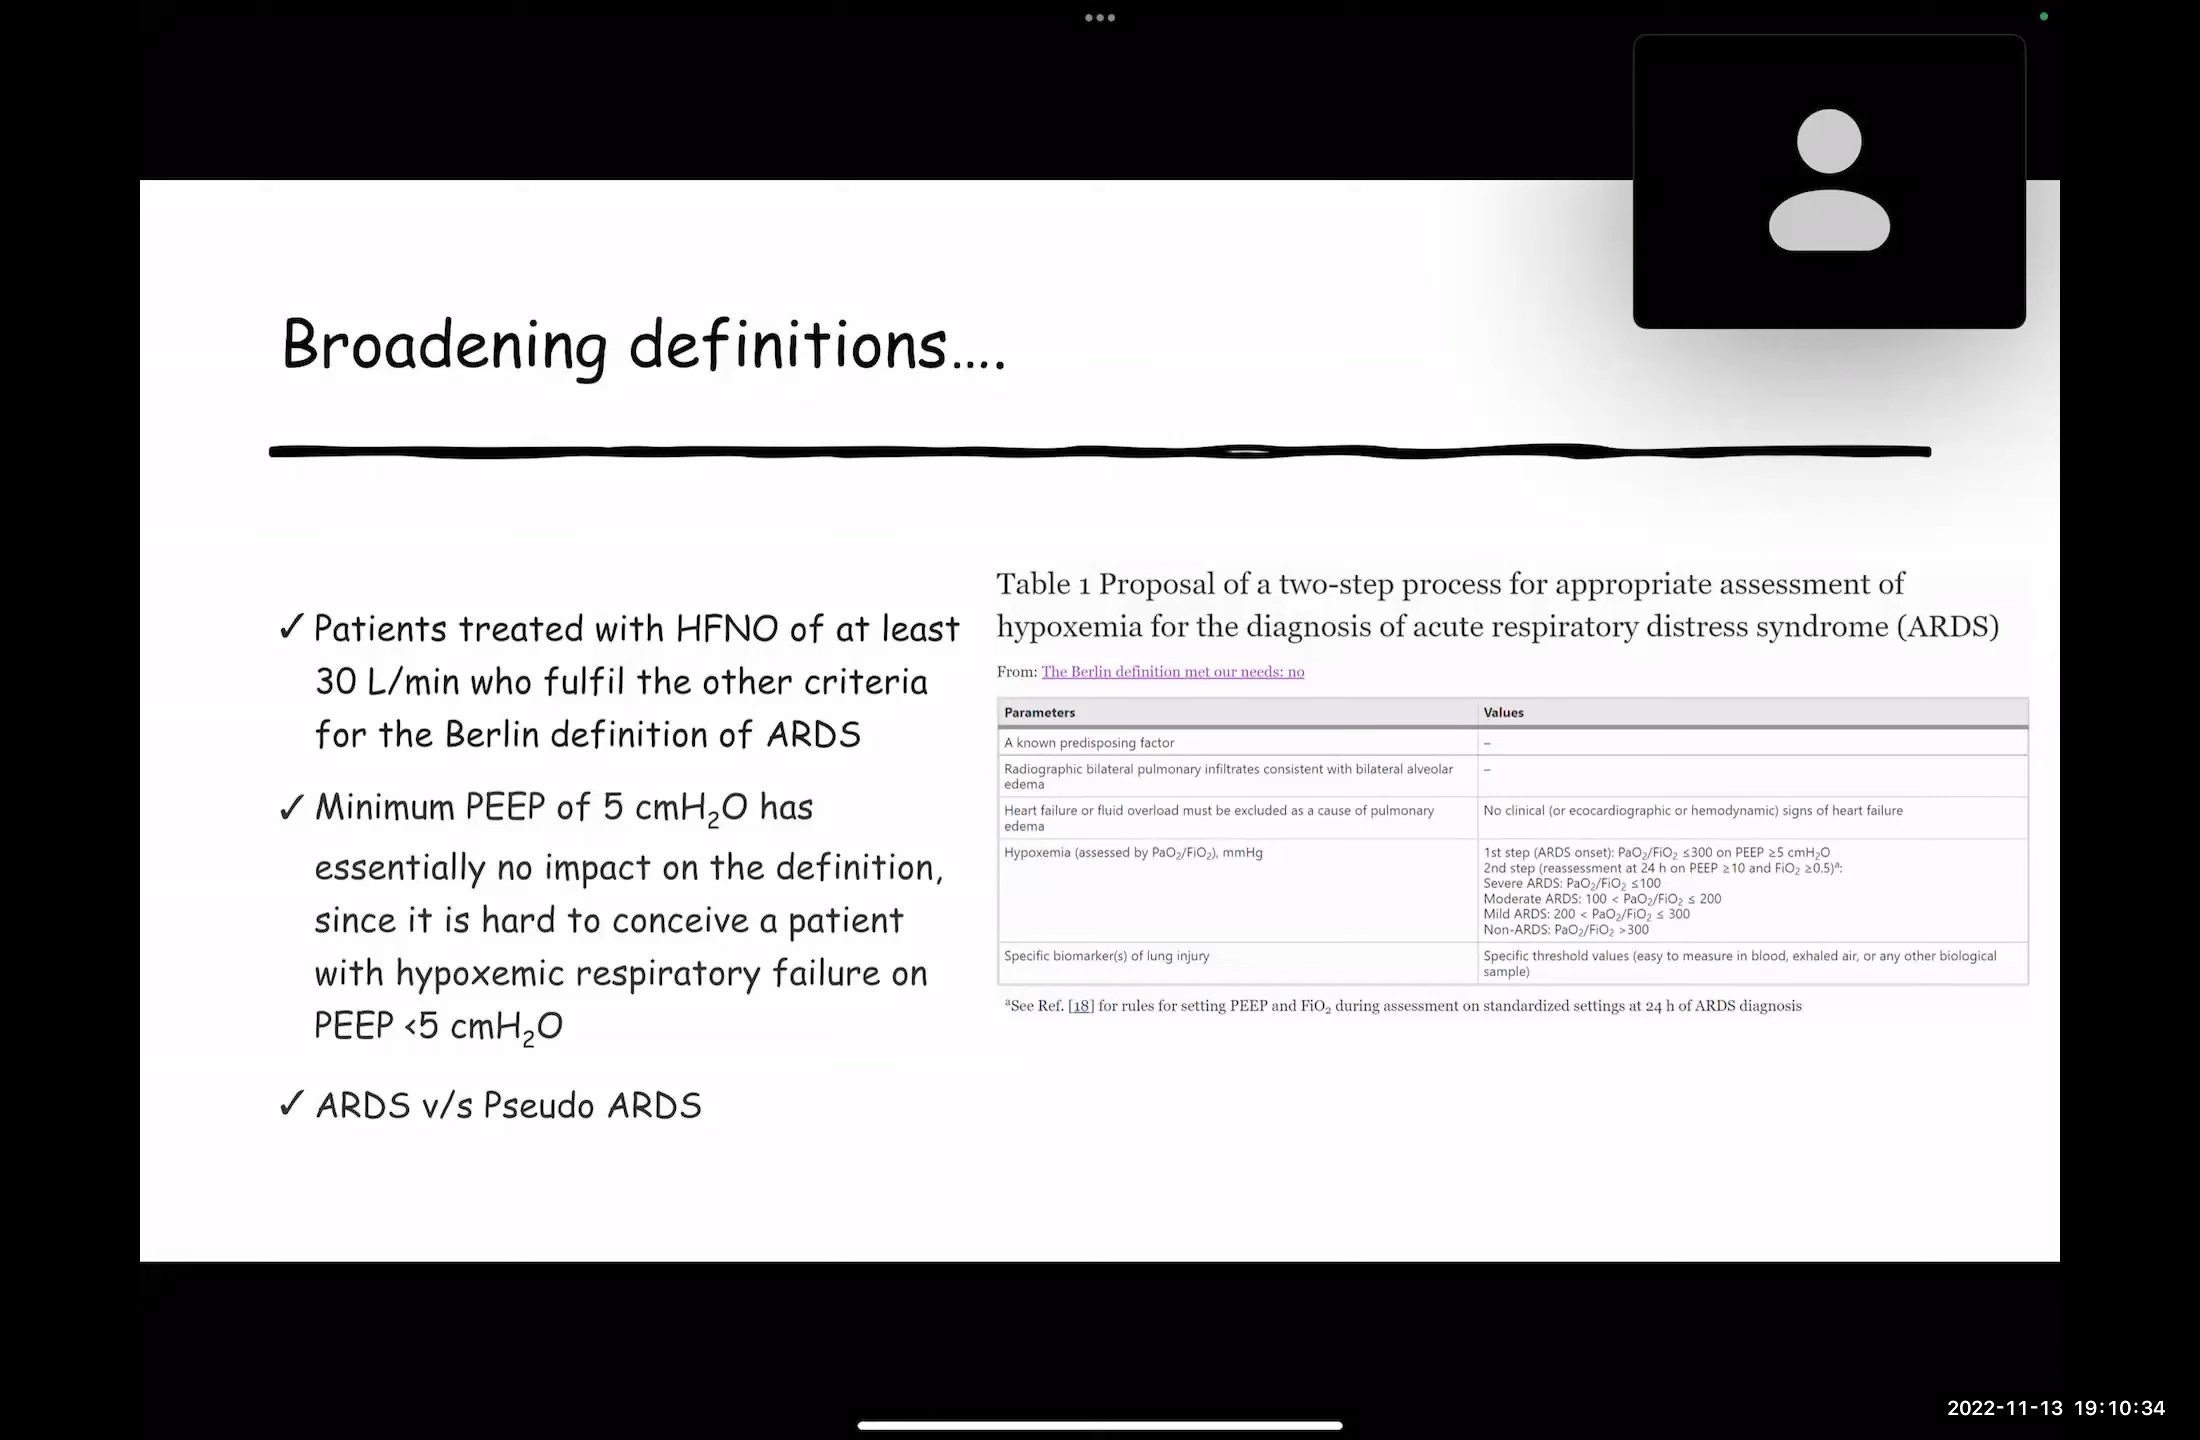 Broadening definitions....
✓ Patients treated with HFNO of at least
30 L/min who fulfil the other criteria
for the Berlin definition of ARDS
✓ Minimum PEEP of 5 cmH₂O has
essentially no impact on the definition,
since it is hard to conceive a patient
with hypoxemic respiratory failure on
PEEP <5 cmH₂O
✓ ARDS v/s Pseudo ARDS
Table 1 Proposal of a two-step process for appropriate assessment of
hypoxemia for the diagnosis of acute respiratory distress syndrome (ARDS)
From: The Berlin definition met our needs: no
Parameters Values
A known predisposing factor –
Radiographic bilateral pulmonary infiltrates consistent with bilateral alveolar –
edema
Heart failure or fluid overload must be excluded as a cause of pulmonary No clinical (or ecocardiographic or hemodynamic) signs of heart failure
edema
Hypoxemia (assessed by PaO₂/FiO₂), mmHg 1st step (ARDS onset): PaO₂/FiO₂ ≤300 on PEEP ≥5 cmH₂O
2nd step (reassessment at 24 h on PEEP ≥10 and FiO₂ ≥0.5)ᵃ:
Severe ARDS: PaO₂/FiO₂ ≤100
Moderate ARDS: 100 < PaO₂/FiO₂ ≤ 200
Mild ARDS: 200 < PaO₂/FiO₂ ≤ 300
Non-ARDS: PaO₂/FiO₂ >300
Specific biomarker(s) of lung injury Specific threshold values (easy to measure in blood, exhaled air, or any other biological
sample)
ᵃSee Ref. [18] for rules for setting PEEP and FiO₂ during assessment on standardized settings at 24 h of ARDS diagnosis
2022-11-13 19:10:34